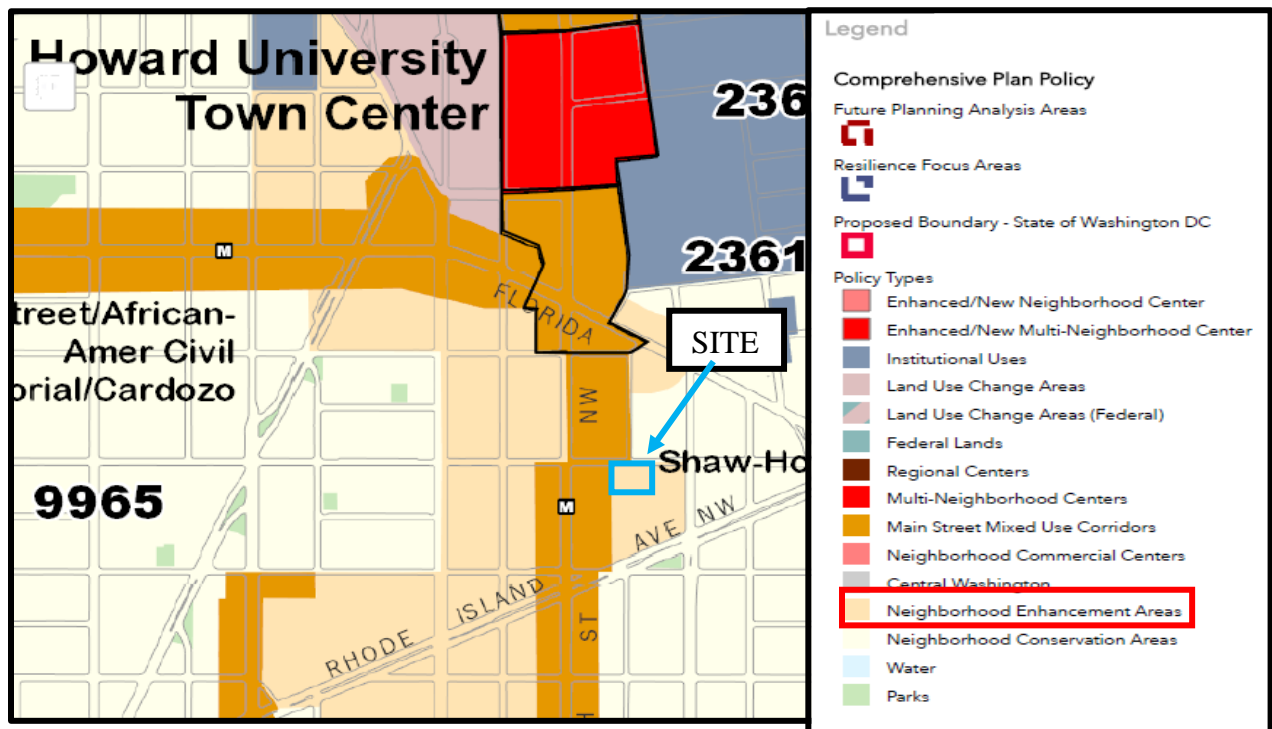 Howard University
Town Center
236
2361
FLORIDA
SITE
treet/African-
Amer Civil
orial/Cardozo
NW
Shaw-Ho
9965
M
M
RHODE ISLAND AVE NW
ST
H
Legend
Comprehensive Plan Policy
Future Planning Analysis Areas
Resilience Focus Areas
Proposed Boundary - State of Washington DC
Policy Types
Enhanced/New Neighborhood Center
Enhanced/New Multi-Neighborhood Center
Institutional Uses
Land Use Change Areas
Land Use Change Areas (Federal)
Federal Lands
Regional Centers
Multi-Neighborhood Centers
Main Street Mixed Use Corridors
Neighborhood Commercial Centers
Central Washington
Neighborhood Enhancement Areas
Neighborhood Conservation Areas
Water
Parks